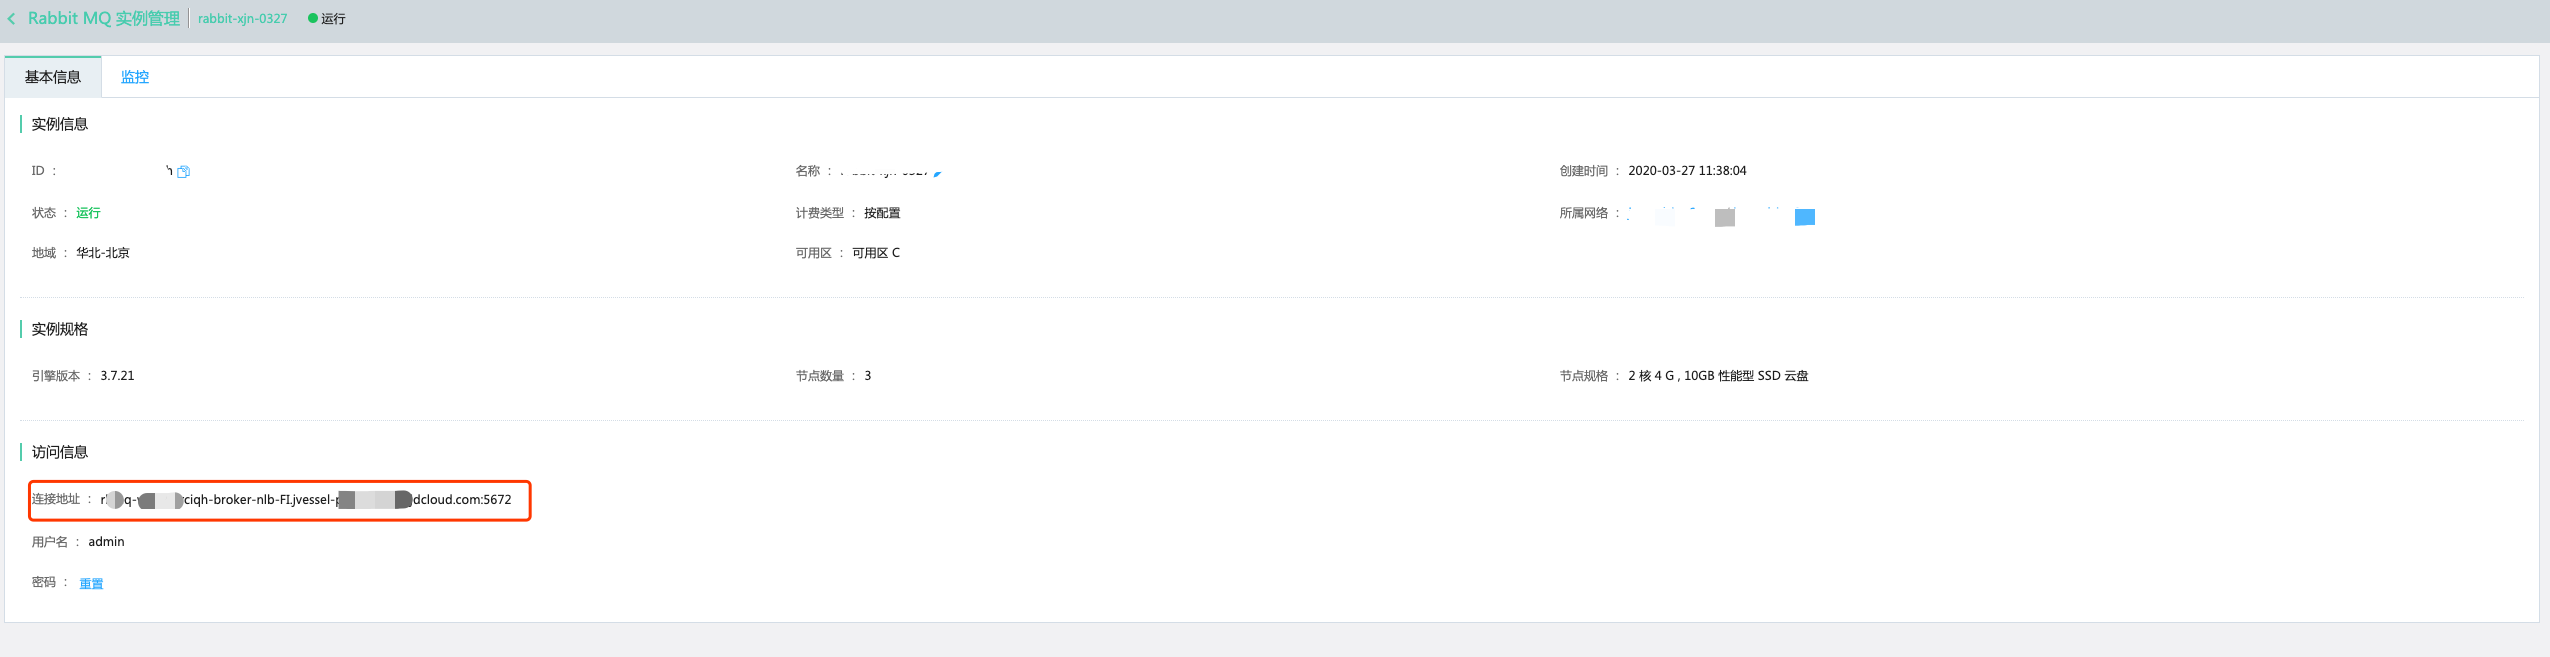 Rabbit MQ 实例管理 rabbit-xjn-0327 运行
基本信息 监控
实例信息
ID : 名称 : 创建时间 : 2020-03-27 11:38:04
状态 : 运行 计费类型 : 按配置 所属网络 :
地域 : 华北-北京 可用区 : 可用区 C
实例规格
引擎版本 : 3.7.21 节点数量 : 3 节点规格 : 2 核 4 G , 10GB 性能型 SSD 云盘
访问信息
连接地址 : ciqh-broker-nlb-FI.jvessel- dcloud.com:5672
用户名 : admin
密码 : 重置